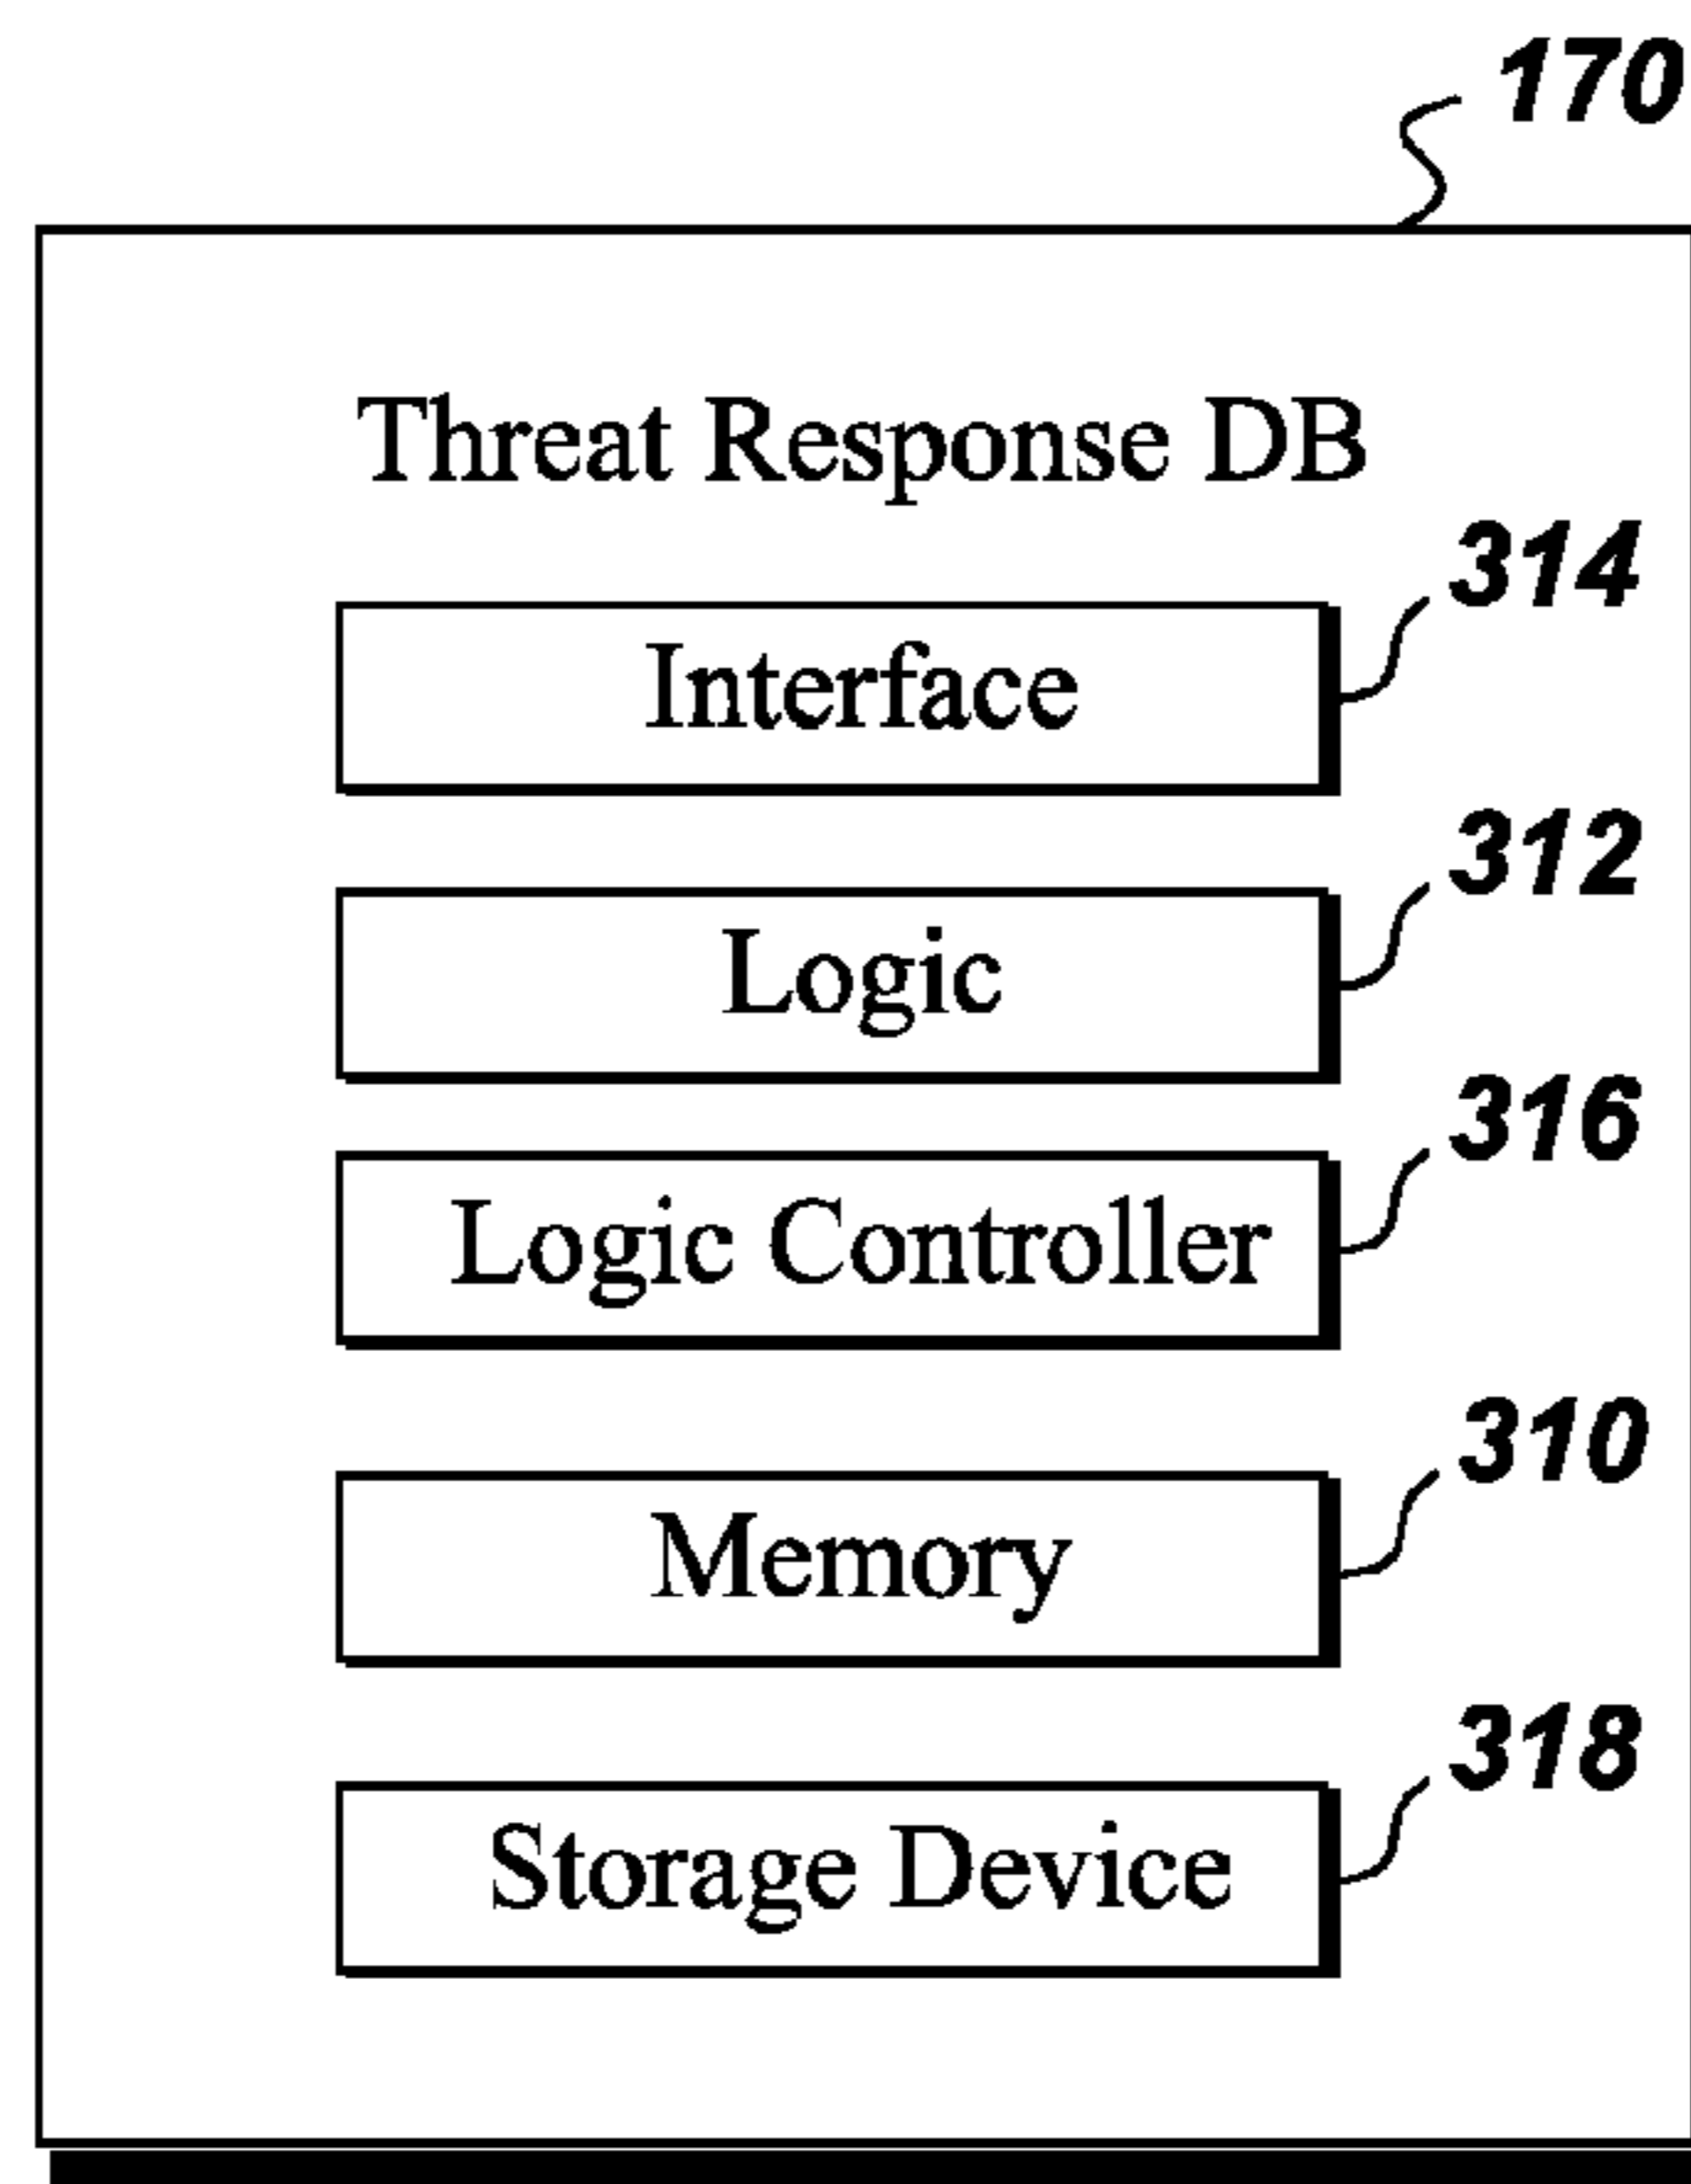 170
Threat Response DB
314
Interface
312
Logic
316
Logic Controller
310
Memory
318
Storage Device